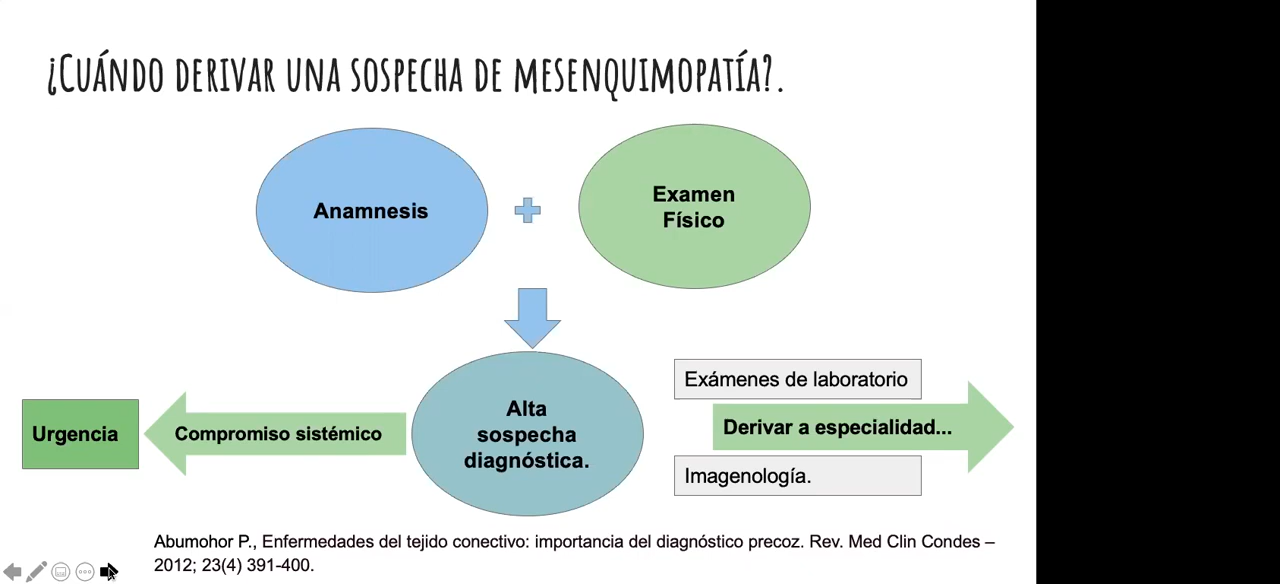 ¿Cuándo derivar una sospecha de mesenquimopatía?.
Anamnesis
Examen
Físico
Alta
sospecha
diagnóstica.
Urgencia
Compromiso sistémico
Exámenes de laboratorio
Derivar a especialidad...
Imagenología.
Abumohor P., Enfermedades del tejido conectivo: importancia del diagnóstico precoz. Rev. Med Clin Condes –
2012; 23(4) 391-400.